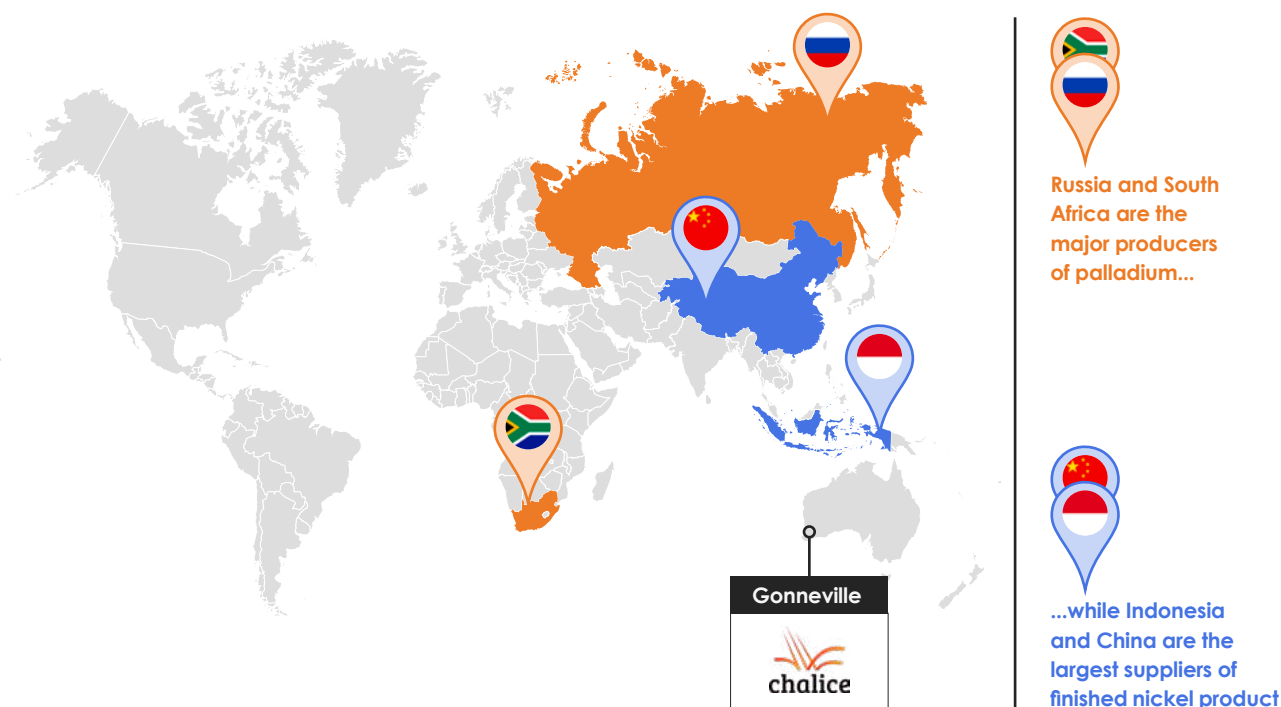 Russia and South
Africa are the
major producers
of palladium...
Gonneville
chalice
...while Indonesia
and China are the
largest suppliers of
finished nickel product